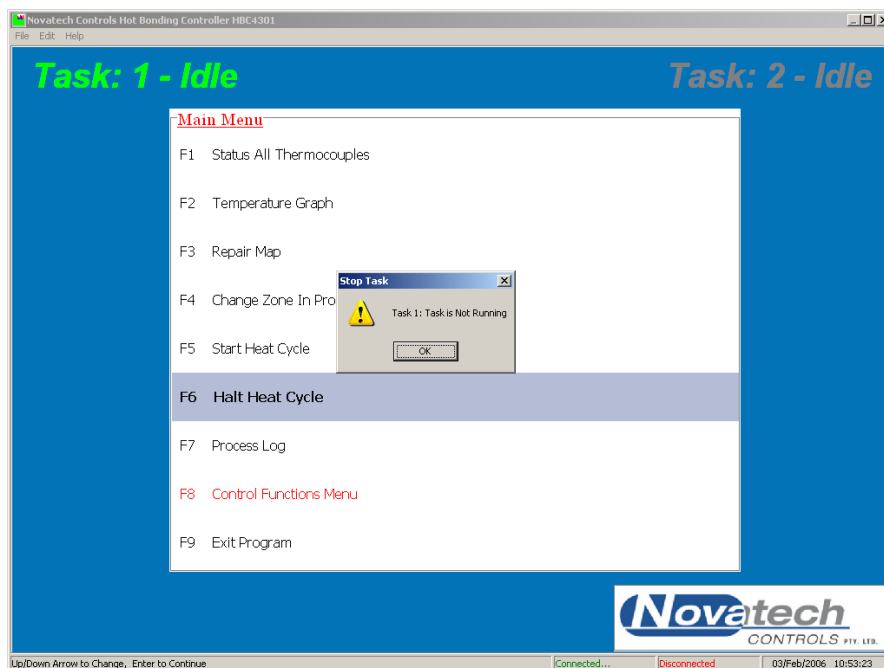 Novatech Controls Hot Bonding Controller HBC4301
File Edit Help
Task: 1 - Idle
Task: 2 - Idle
Main Menu
F1 Status All Thermocouples
F2 Temperature Graph
F3 Repair Map
Stop Task
F4 Change Zone In Pro
Task 1: Task is Not Running
F5 Start Heat Cycle
OK
F6 Halt Heat Cycle
F7 Process Log
F8 Control Functions Menu
F9 Exit Program
Novatech
CONTROLS PTY. LTD.
Up/Down Arrow to Change, Enter to Continue
Connected...
Disconnected
03/Feb/2006 10:53:23